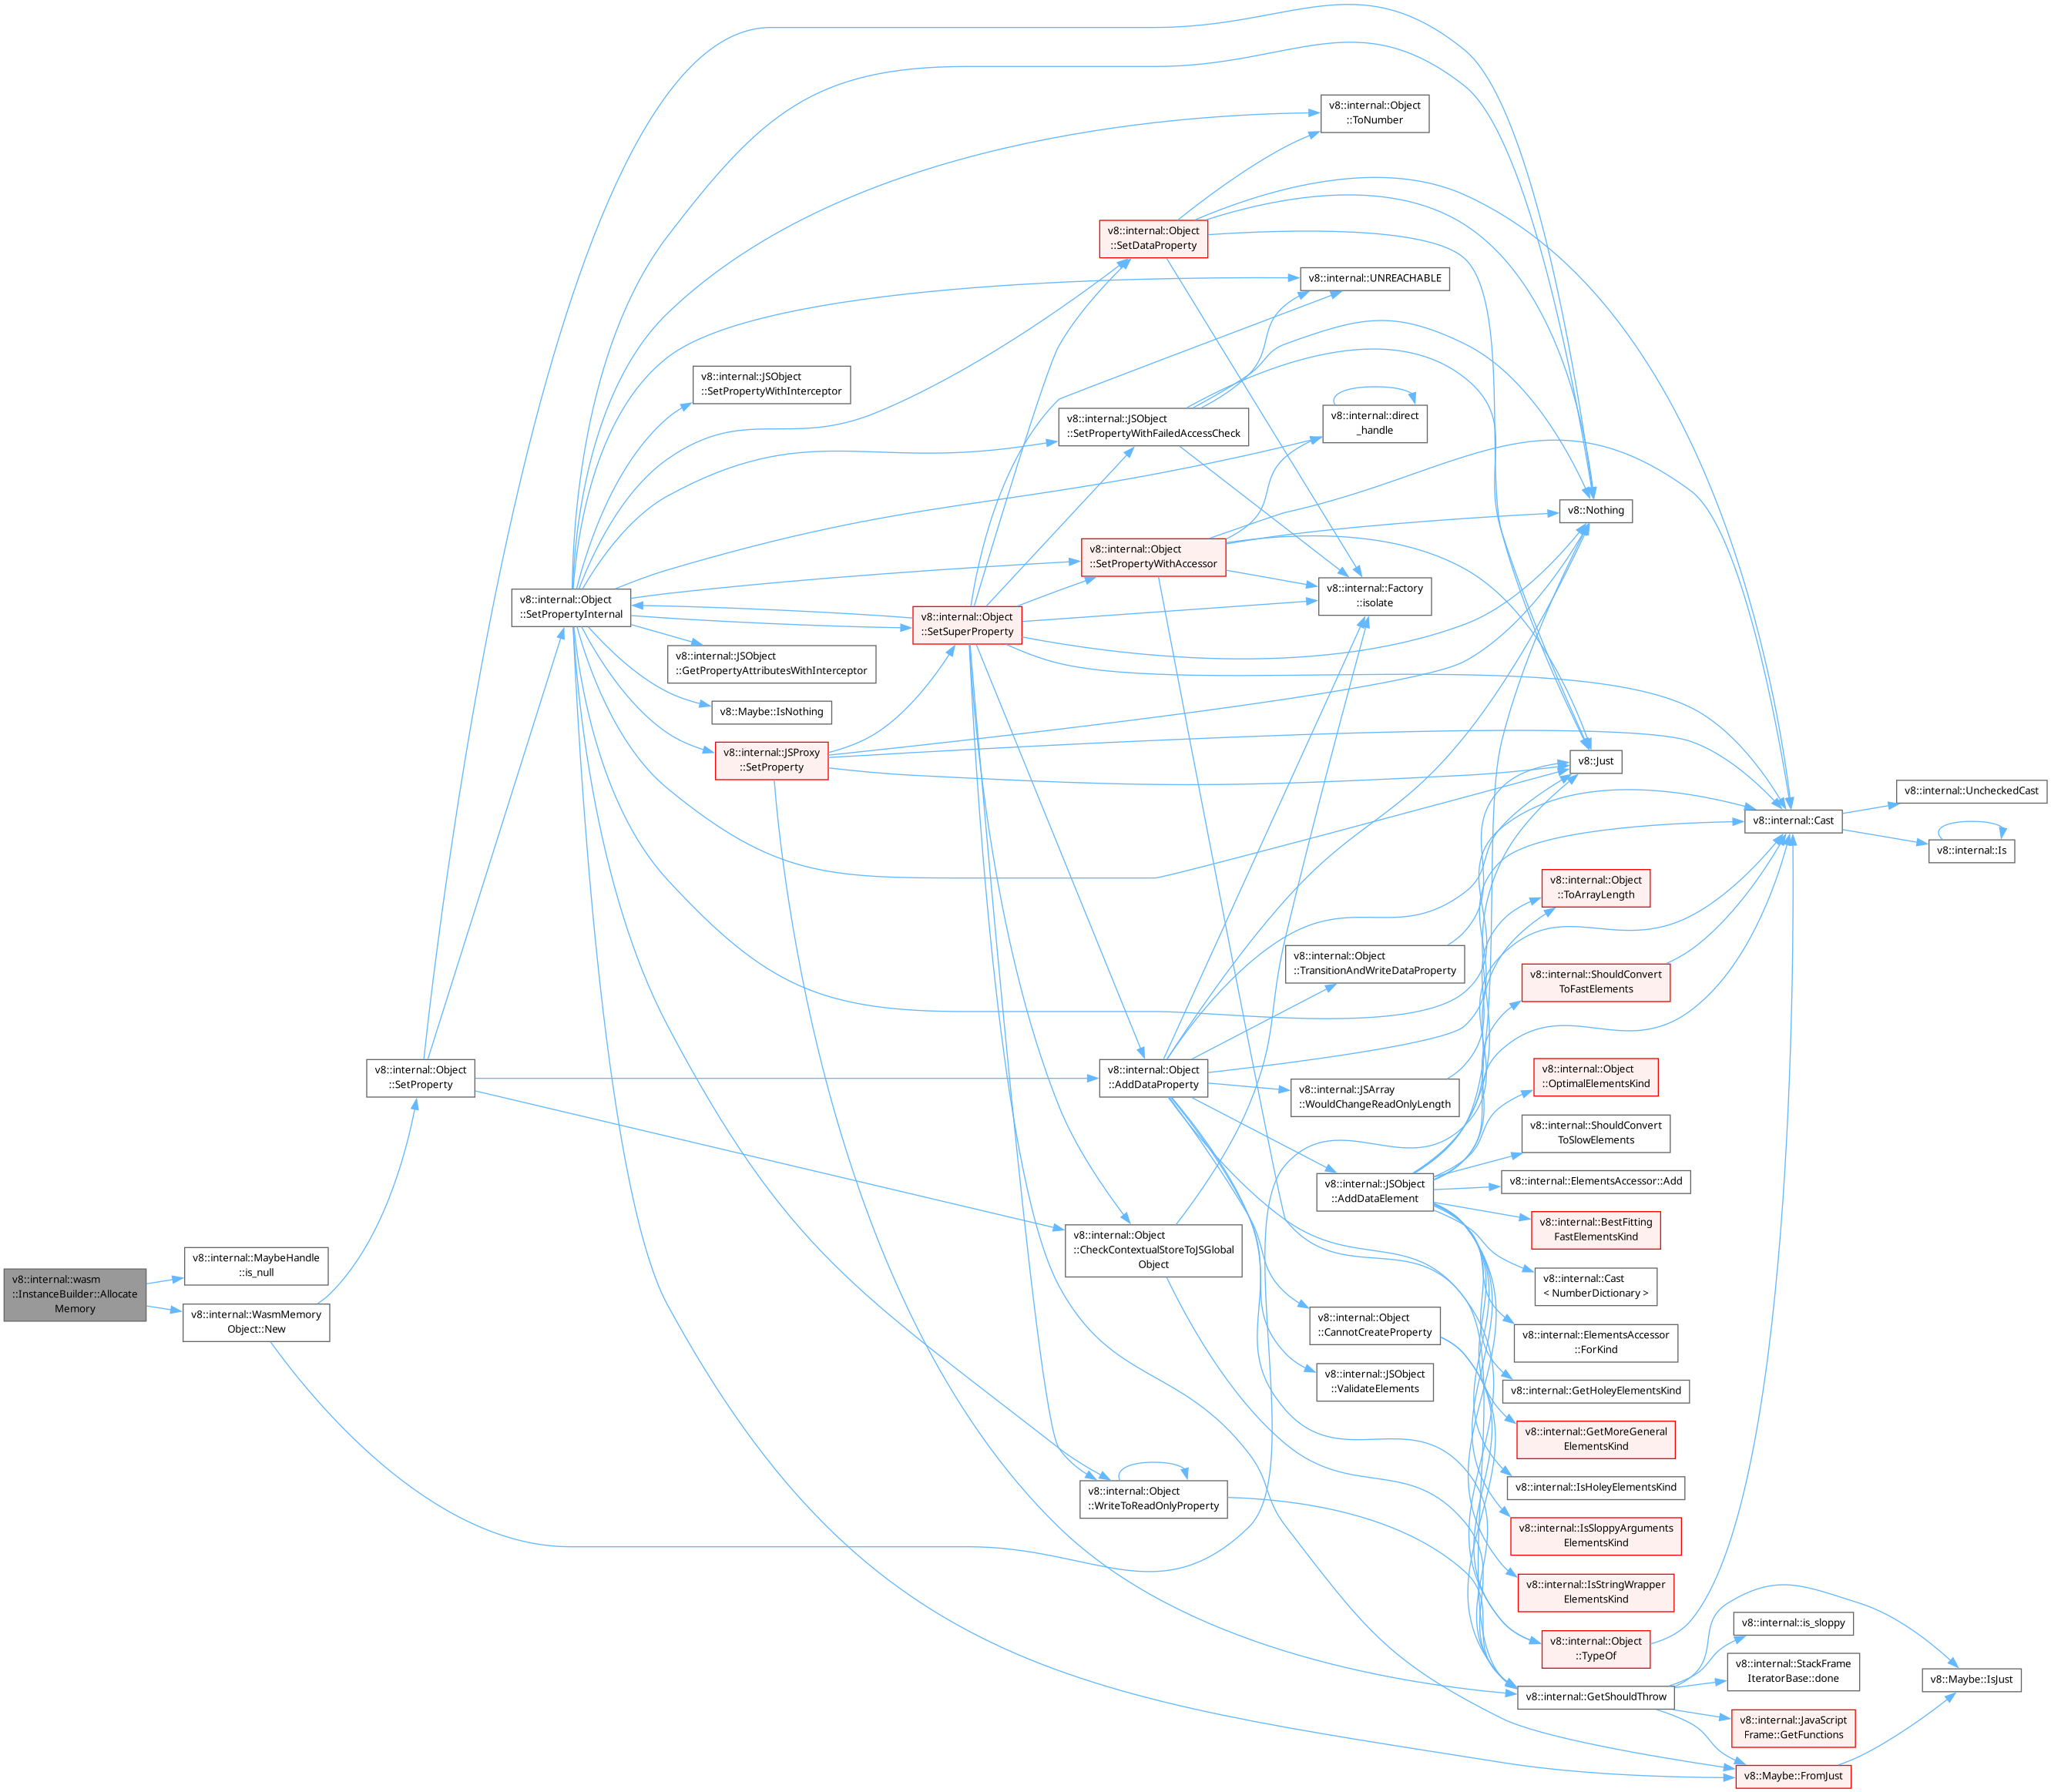 v8::internal::wasm
::InstanceBuilder::Allocate
Memory
v8::internal::MaybeHandle
::is_null
v8::internal::WasmMemory
Object::New
v8::internal::Object
::SetProperty
v8::internal::Object
::SetPropertyInternal
v8::internal::JSObject
::SetPropertyWithInterceptor
v8::internal::JSObject
::GetPropertyAttributesWithInterceptor
v8::Maybe::IsNothing
v8::internal::JSProxy
::SetProperty
v8::internal::Object
::SetSuperProperty
v8::internal::Object
::SetDataProperty
v8::internal::JSObject
::SetPropertyWithFailedAccessCheck
v8::internal::Object
::SetPropertyWithAccessor
v8::internal::Object
::AddDataProperty
v8::internal::Object
::CheckContextualStoreToJSGlobal
Object
v8::internal::Object
::WriteToReadOnlyProperty
v8::internal::Object
::ToNumber
v8::internal::UNREACHABLE
v8::internal::direct
_handle
v8::internal::Factory
::isolate
v8::internal::Object
::TransitionAndWriteDataProperty
v8::internal::JSArray
::WouldChangeReadOnlyLength
v8::internal::JSObject
::AddDataElement
v8::internal::Object
::CannotCreateProperty
v8::internal::JSObject
::ValidateElements
v8::Nothing
v8::Just
v8::internal::Object
::ToArrayLength
v8::internal::ShouldConvert
ToFastElements
v8::internal::Object
::OptimalElementsKind
v8::internal::ShouldConvert
ToSlowElements
v8::internal::ElementsAccessor::Add
v8::internal::BestFitting
FastElementsKind
v8::internal::Cast
< NumberDictionary >
v8::internal::ElementsAccessor
::ForKind
v8::internal::GetHoleyElementsKind
v8::internal::GetMoreGeneral
ElementsKind
v8::internal::IsHoleyElementsKind
v8::internal::IsSloppyArguments
ElementsKind
v8::internal::IsStringWrapper
ElementsKind
v8::internal::Object
::TypeOf
v8::internal::GetShouldThrow
v8::internal::Cast
v8::internal::UncheckedCast
v8::internal::Is
v8::internal::is_sloppy
v8::internal::StackFrame
IteratorBase::done
v8::internal::JavaScript
Frame::GetFunctions
v8::Maybe::FromJust
v8::Maybe::IsJust